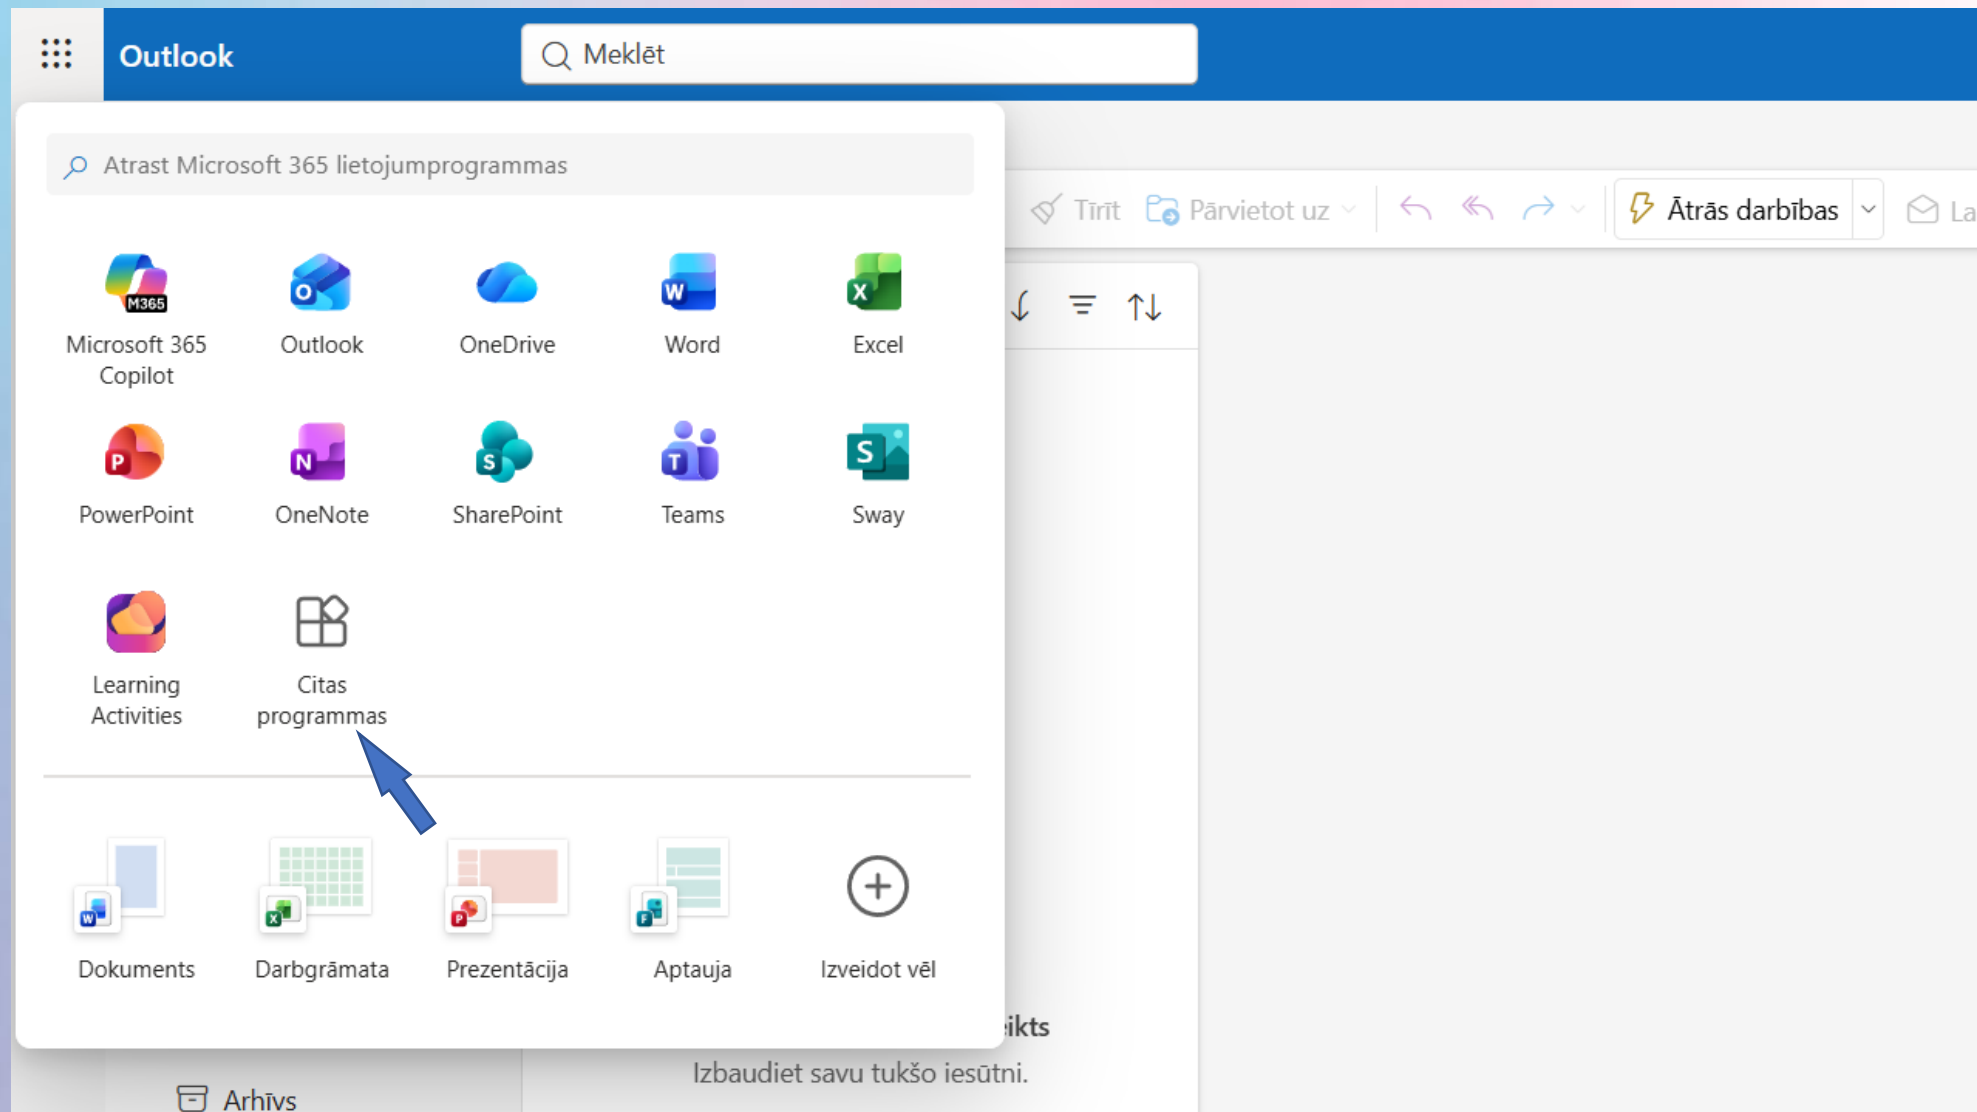 Outlook
Meklēt
Atrast Microsoft 365 lietojumprogrammas
Tīrīt
Pārvietot uz
Ātrās darbības
M365
Microsoft 365
Copilot
Outlook
OneDrive
Word
Excel
PowerPoint
OneNote
SharePoint
Teams
Sway
Learning
Activities
Citas
programmas
Dokuments
Darbgrāmata
Prezentācija
Aptauja
Izveidot vēl
Izbaudiet savu tukšo iesūtni.
Arhīvs